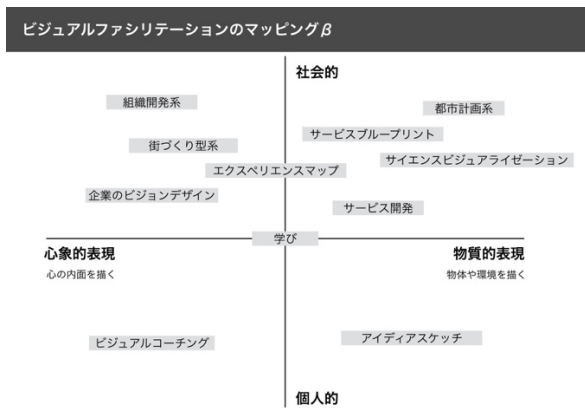 ビジュアルファシリテーションのマッピングβ
社会的
組織開発系
都市計画系
サービスブループリント
街づくり型系
サイエンスビジュアライゼーション
エクスペリエンスマップ
企業のビジョンデザイン
サービス開発
学び
心象的表現
物質的表現
心の内面を描く
物体や環境を描く
ビジュアルコーチング
アイディアスケッチ
個人的